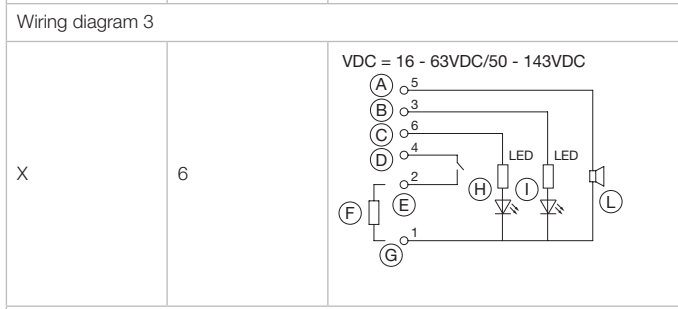 Wiring diagram 3
X
6
VDC = 16 - 63VDC/50 - 143VDC
A 5
B 3
C 6
D 4
LED LED
E 2
H I L
F
G 1